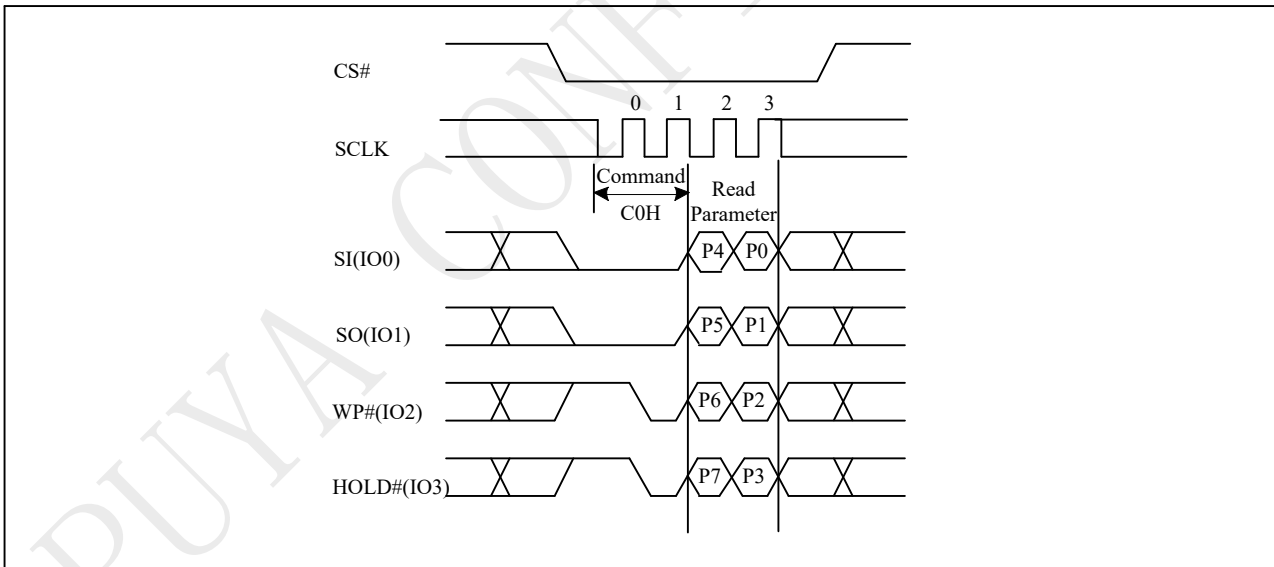 CS#
0 1 2 3
SCLK
Command
C0H
Read
Parameter
SI(IO0)
P4 P0
SO(IO1)
P5 P1
WP#(IO2)
P6 P2
HOLD#(IO3)
P7 P3
PUYA CONF